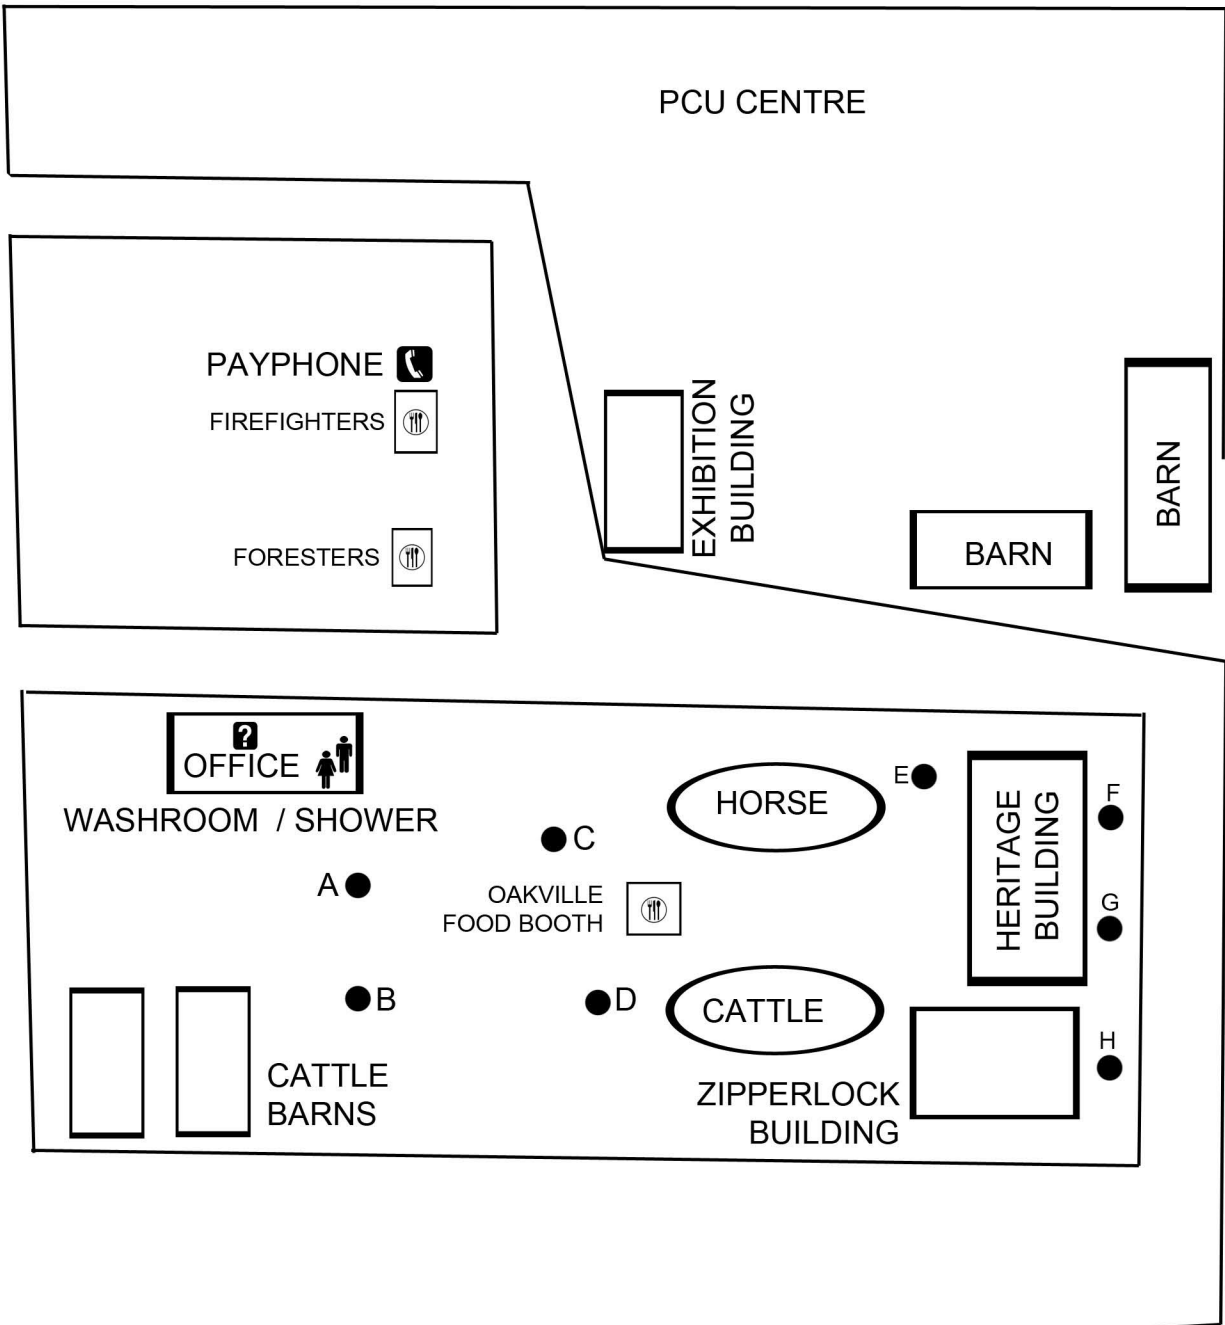 PCU CENTRE
PAYPHONE
FIREFIGHTERS
FORESTERS
EXHIBITION
BUILDING
BARN
BARN
?
OFFICE
WASHROOM / SHOWER
HORSE
E
HERITAGE
BUILDING
F
C
A
OAKVILLE
FOOD BOOTH
G
B
D
CATTLE
H
CATTLE
BARNS
ZIPPERLOCK
BUILDING